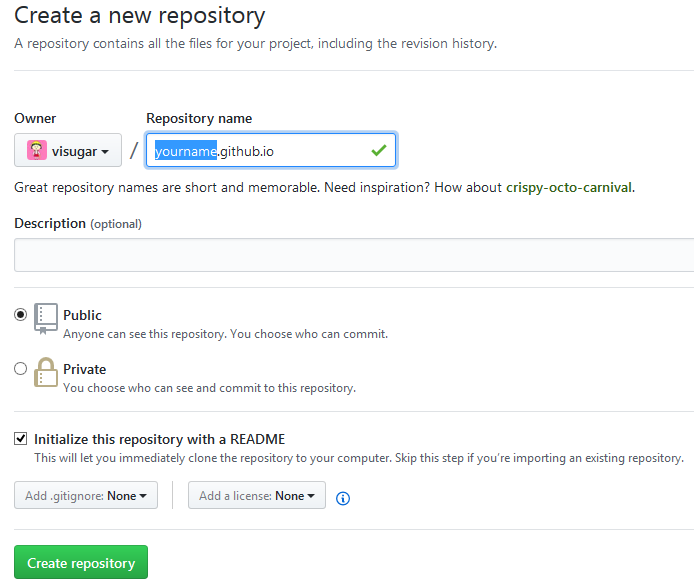 Create a new repository
A repository contains all the files for your project, including the revision history.
Owner Repository name
visugar / yourname.github.io
Great repository names are short and memorable. Need inspiration? How about crispy-octo-carnival.
Description (optional)
Public
Anyone can see this repository. You choose who can commit.
Private
You choose who can see and commit to this repository.
Initialize this repository with a README
This will let you immediately clone the repository to your computer. Skip this step if you're importing an existing repository.
Add .gitignore: None Add a license: None
Create repository